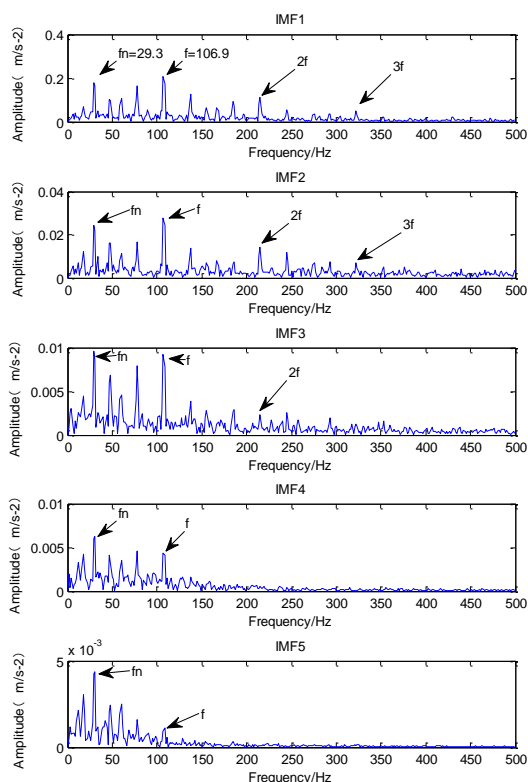 IMF1
fn=29.3 f=106.9 2f 3f
Amplitude( m/s-2)
0.4
0.2
0
0 50 100 150 200 250 300 350 400 450 500
Frequency/Hz
IMF2
fn f 2f 3f
Amplitude( m/s-2)
0.04
0.02
0
0 50 100 150 200 250 300 350 400 450 500
Frequency/Hz
IMF3
fn f 2f
Amplitude( m/s-2)
0.01
0.005
0
0 50 100 150 200 250 300 350 400 450 500
Frequency/Hz
IMF4
fn f
Amplitude( m/s-2)
0.01
0.005
0
0 50 100 150 200 250 300 350 400 450 500
Frequency/Hz
IMF5
x 10-3
fn f
Amplitude( m/s-2)
5
0
0 50 100 150 200 250 300 350 400 450 500
Frequency/Hz